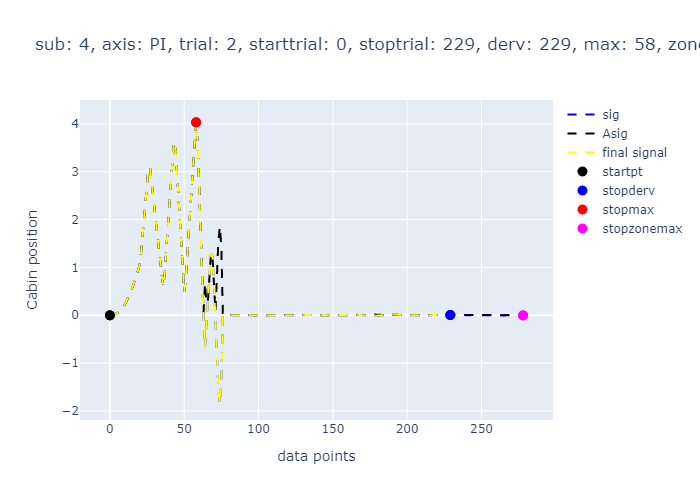 sub: 4, axis: PI, trial: 2, starttrial: 0, stoptrial: 229, derv: 229, max: 58, zone
sig
Asig
final signal
startpt
stopderv
stopmax
stopzonemax
Cabin position
4
3
2
1
0
−1
−2
0
50
100
150
200
250
data points